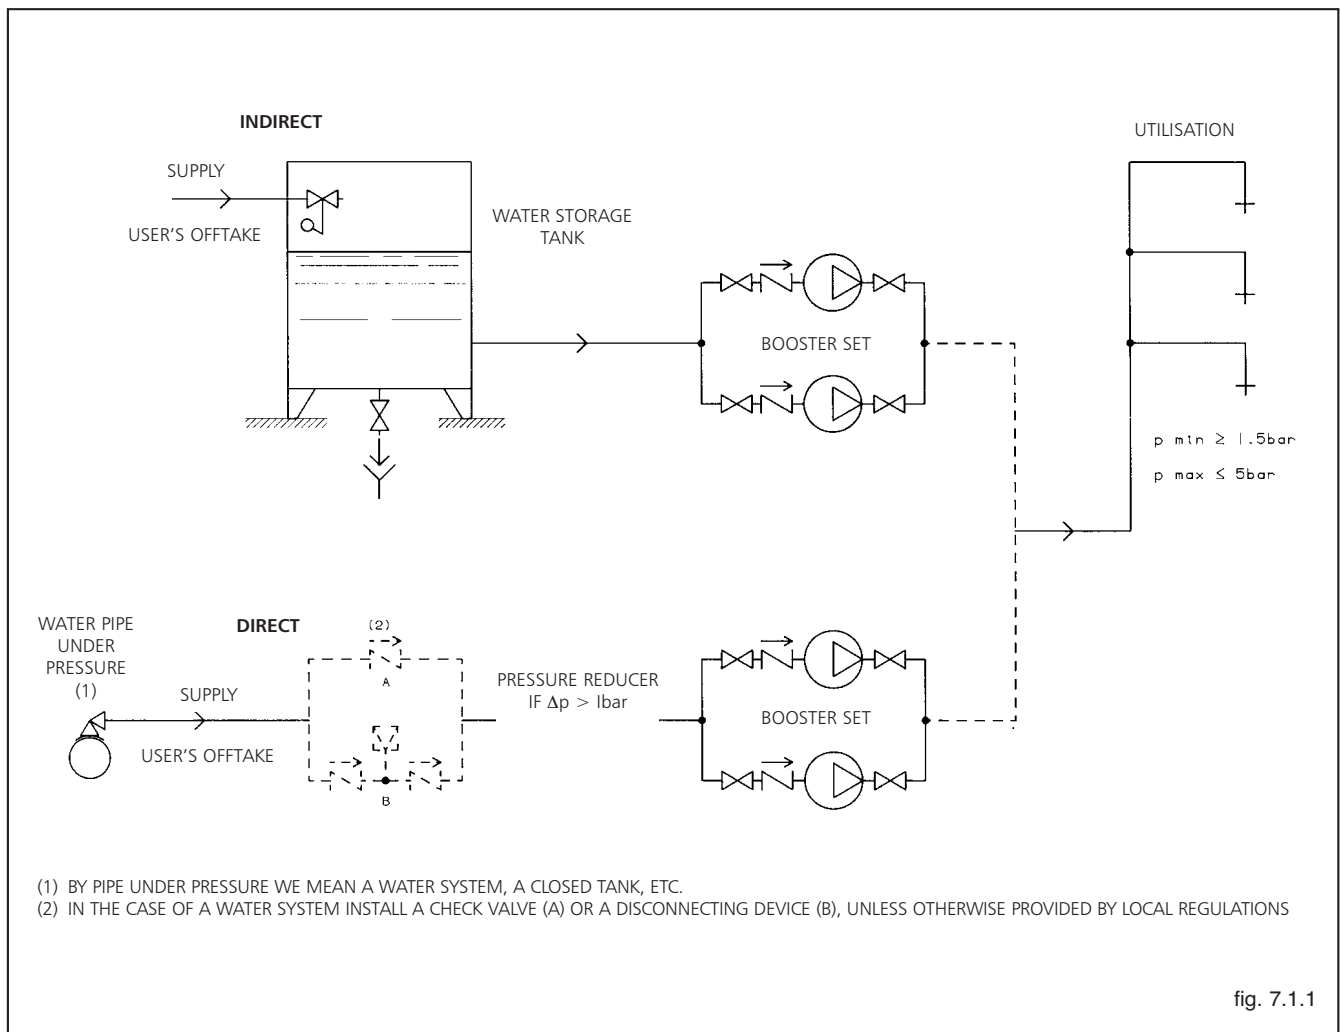 INDIRECT
UTILISATION
SUPPLY
USER'S OFFTAKE
WATER STORAGE
TANK
BOOSTER SET
p min ≥ 1.5bar
p max ≤ 5bar
WATER PIPE
UNDER
PRESSURE
(1)
DIRECT
(2)
A
SUPPLY
USER'S OFFTAKE
B
PRESSURE REDUCER
IF Δp > Ibar
BOOSTER SET
(1) BY PIPE UNDER PRESSURE WE MEAN A WATER SYSTEM, A CLOSED TANK, ETC.
(2) IN THE CASE OF A WATER SYSTEM INSTALL A CHECK VALVE (A) OR A DISCONNECTING DEVICE (B), UNLESS OTHERWISE PROVIDED BY LOCAL REGULATIONS
fig. 7.1.1